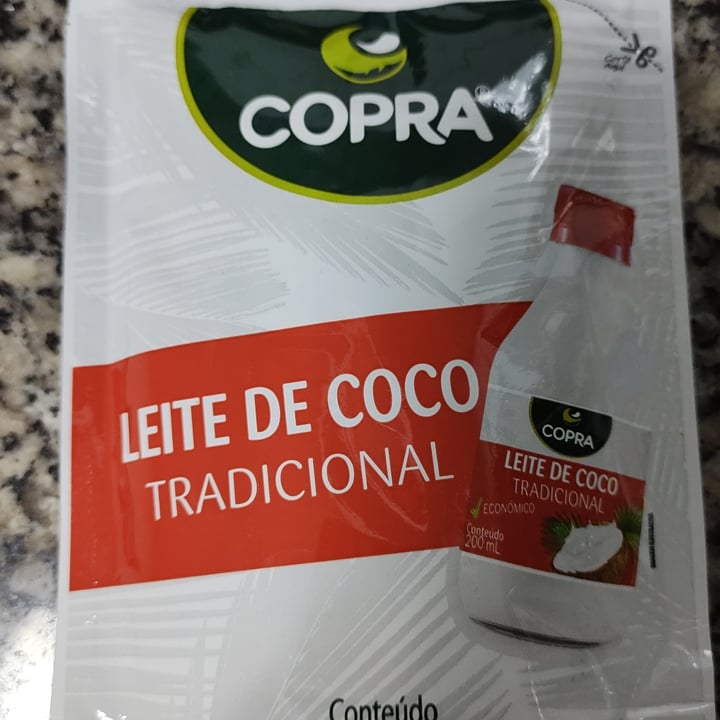 COPRA
LEITE DE COCO
TRADICIONAL
COPRA
LEITE DE COCO
TRADICIONAL
ECONÔMICO
Conteúdo
200 mL
Conteúdo